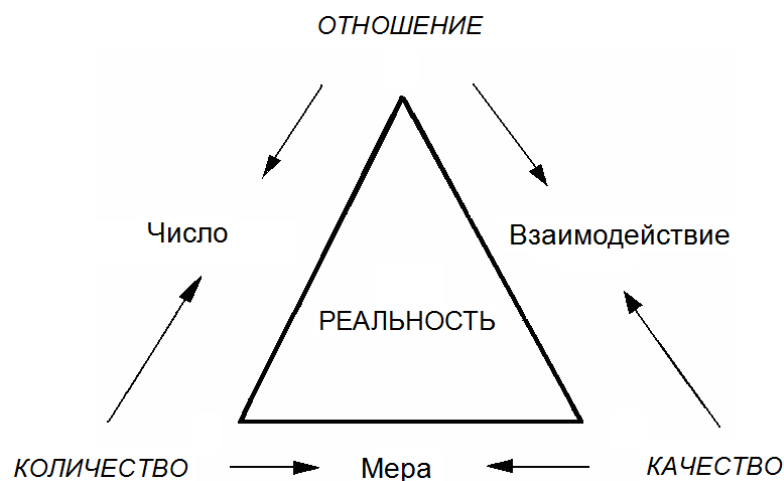 ОТНОШЕНИЕ
Число
Взаимодействие
РЕАЛЬНОСТЬ
КОЛИЧЕСТВО
Мера
КАЧЕСТВО